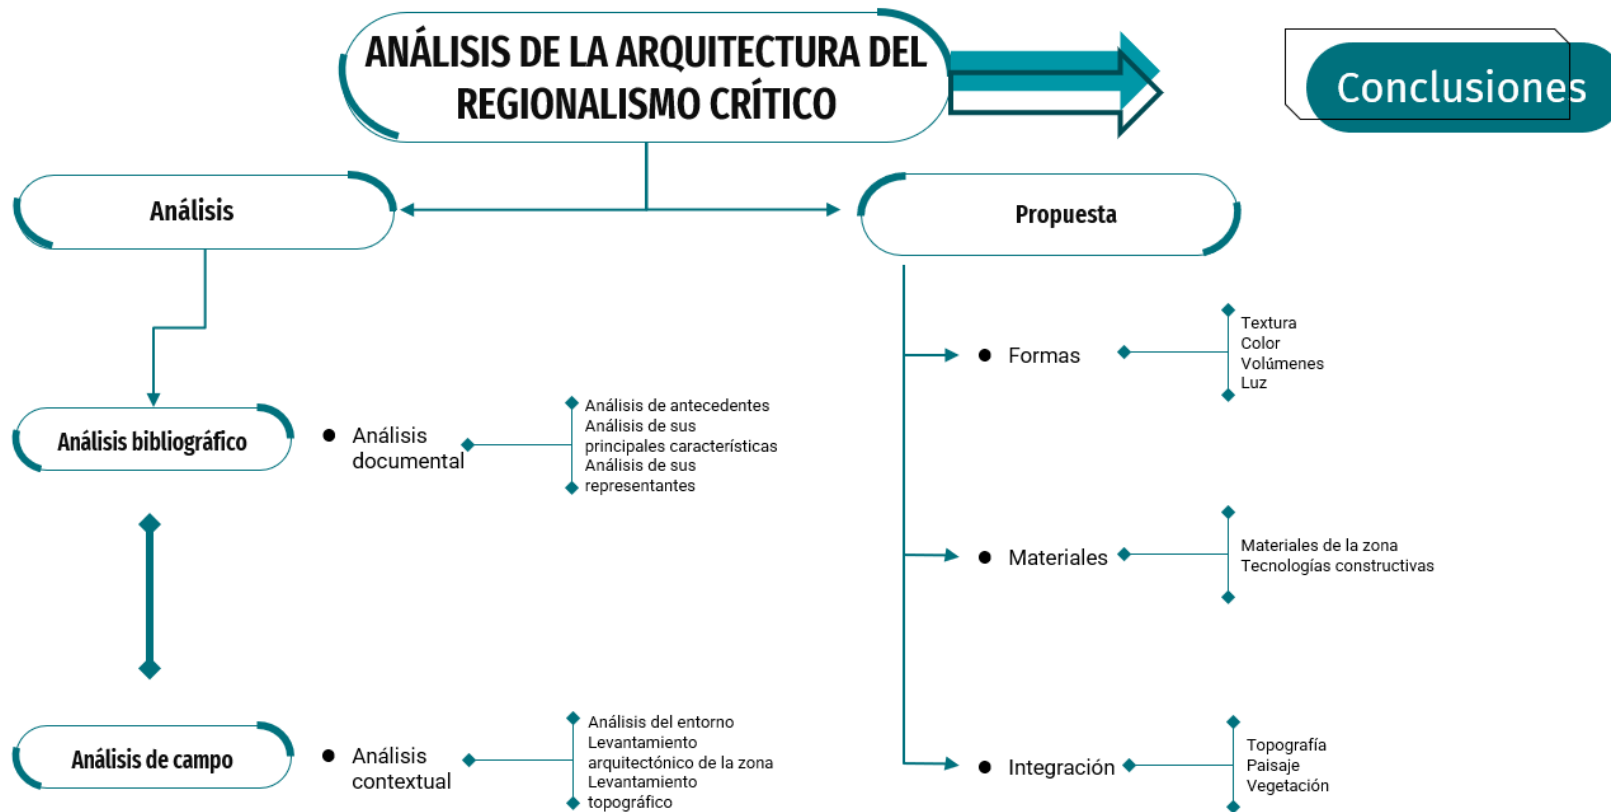 ANÁLISIS DE LA ARQUITECTURA DEL
REGIONALISMO CRÍTICO
Conclusiones
Análisis
Propuesta
Análisis bibliográfico
Análisis
documental
Análisis de antecedentes
Análisis de sus
principales características
Análisis de sus
representantes
Análisis de campo
Análisis
contextual
Análisis del entorno
Levantamiento
arquitectónico de la zona
Levantamiento
topográfico
Formas
Textura
Color
Volúmenes
Luz
Materiales
Materiales de la zona
Tecnologías constructivas
Integración
Topografía
Paisaje
Vegetación